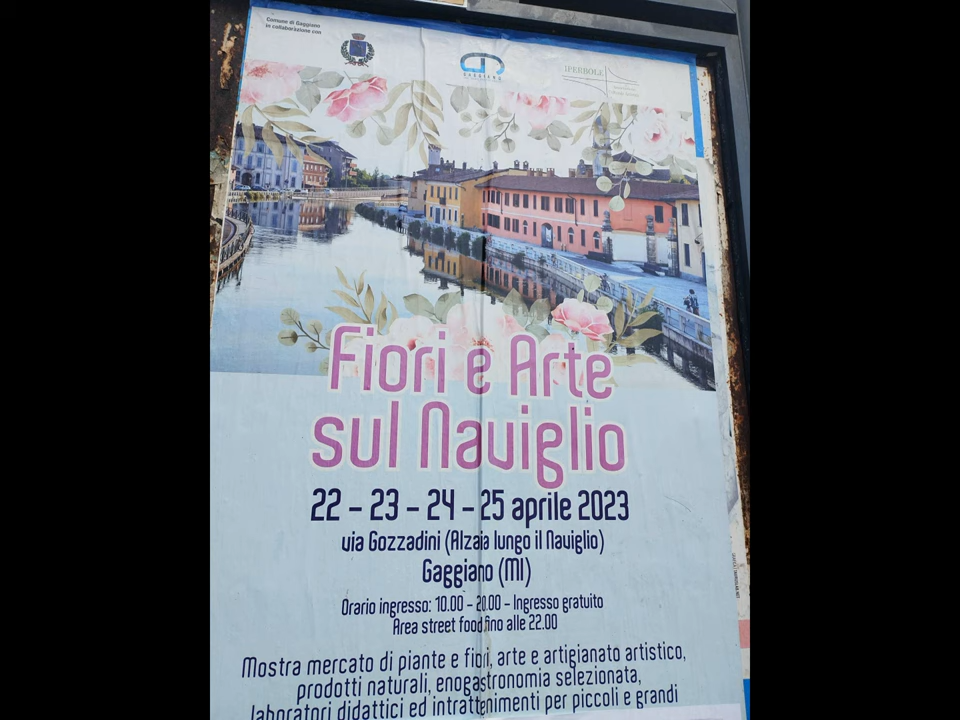 Comune di Gaggiano
in collaborazione con
GAGGIANO
IPERBOLE
Fiori e Arte
sul Naviglio
22 - 23 - 24 - 25 aprile 2023
via Gozzadini (Alzaia lungo il Naviglio)
Gaggiano (MI)
Orario ingresso: 10.00 - 20.00 - Ingresso gratuito
Area street food fino alle 22.00
Mostra mercato di piante e fiori, arte e artigianato artistico,
prodotti naturali, enogastronomia selezionata,
laboratori didattici ed intrattenimenti per piccoli e grandi